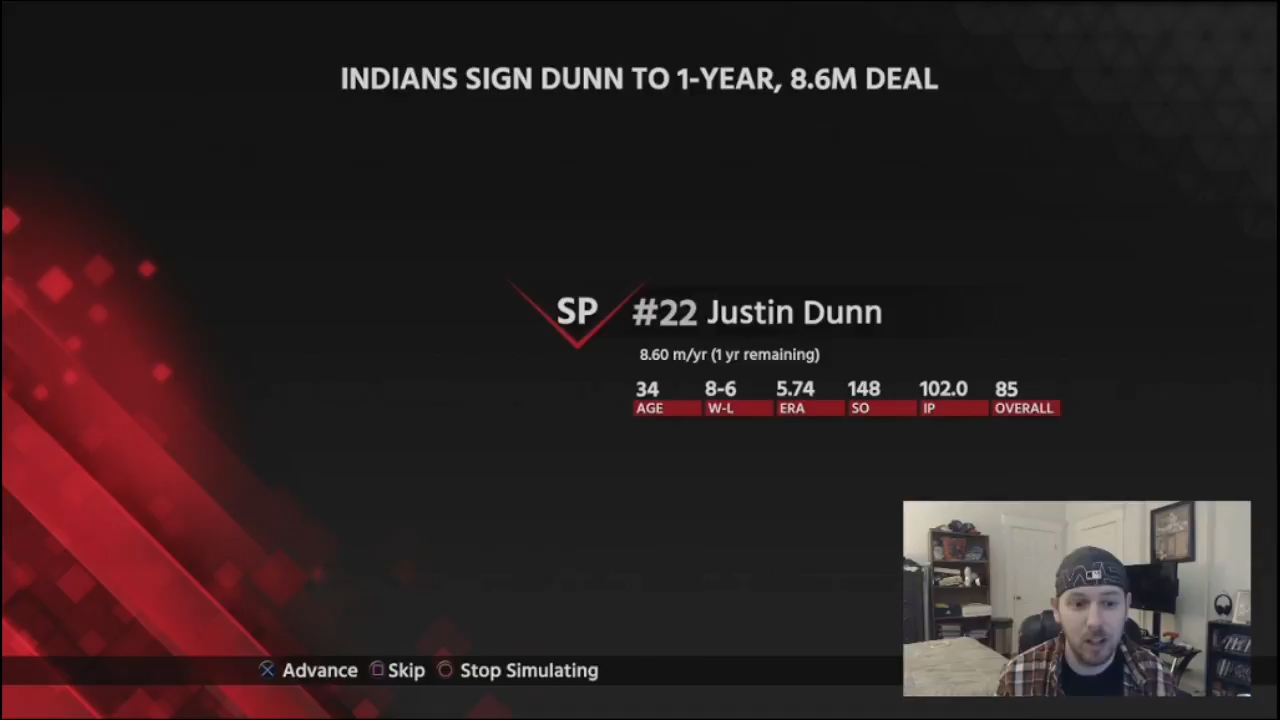 INDIANS SIGN DUNN TO 1-YEAR, 8.6M DEAL
SP #22 Justin Dunn
8.60 m/yr (1 yr remaining)
34 8-6 5.74 148 102.0 85
AGE W-L ERA SO IP OVERALL
Advance Skip Stop Simulating